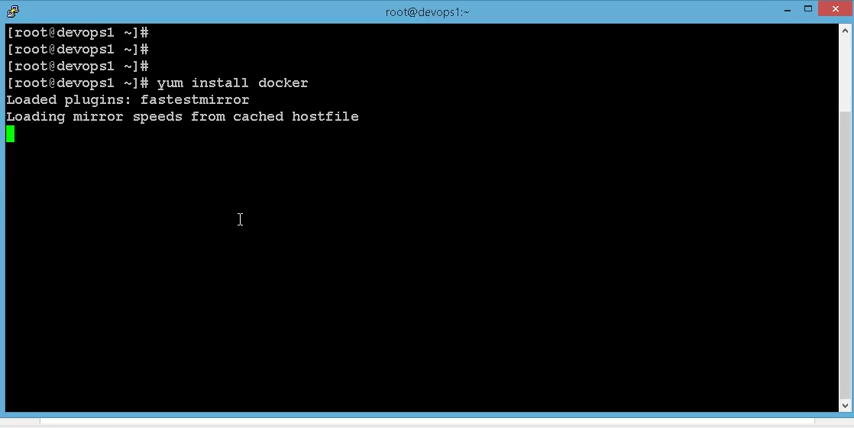 root@devops1:~
[root@devops1 ~]#
[root@devops1 ~]#
[root@devops1 ~]#
[root@devops1 ~]# yum install docker
Loaded plugins: fastestmirror
Loading mirror speeds from cached hostfile